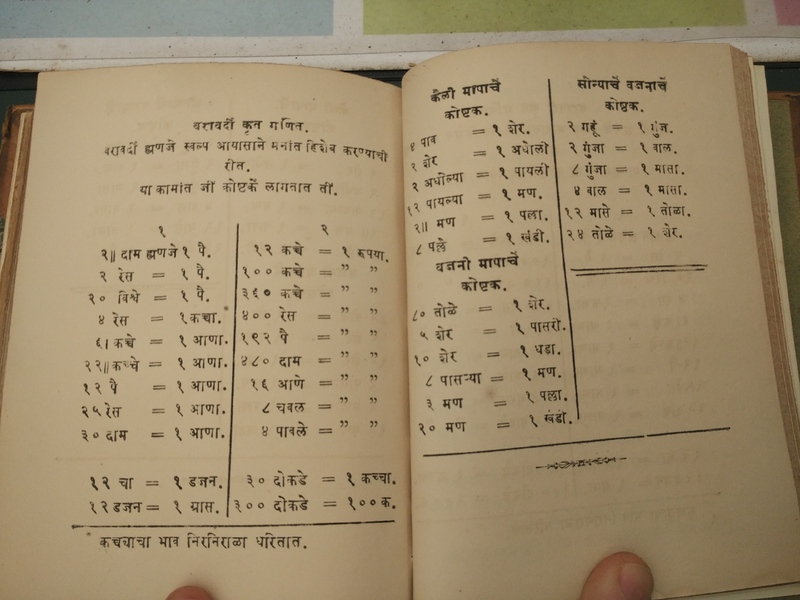 वरावर्दी कृत गणित.
वरावर्दी ह्मणजे स्वल्प आयासानें मनांत हिशेब करण्याची
रीत.
या कामांत जीं कोष्टकें लागतात तीं.
१
२॥ दाम ह्मणजे १ पै.
२ रेस = १ पै.
२० विश्वे = १ पै.
४ रेस = १ कचा.
६। कच्चे = १ आणा.
२२॥ कच्चे = १ आणा.
१२ पै = १ आणा.
२५ रेस = १ आणा.
३० दाम = १ आणा.
१२ चा = १ डजन.
१२ डजन = १ ग्रास.
२
१२ कच्चे = १ रुपया.
१०० कच्चे = ” ”
३६० कच्चे = ” ”
४०० रेस = ” ”
१९२ पै = ” ”
४८० दाम = ” ”
१६ आणे = ” ”
८ चवल = ” ”
४ पावले = ” ”
३० दोकडे = १ कच्चा.
३०० दोकडे = १०० क.
कच्च्याचा भाव निरनिराळा धरितात.
कैली मापाचें
कोष्टक.
४ पाव = १ शेर.
२ शेर = १ अधोली
२ अधोल्या = १ पायली
१२ पायल्या = १ मण.
२॥ मण = १ पला.
८ पल्ले = १ खंडी.
वजनी मापाचें
कोष्टक.
८० तोळे = १ शेर.
५ शेर = १ पासरी.
१० शेर = १ धडा.
८ पासऱ्या = १ मण.
३ मण = १ पल्ला.
२० मण = १ खंडी.
सोन्याचें वजनाचें
कोष्टक.
२ गहूं = १ गुंज.
२ गुंजा = १ वाल.
८ गुंजा = १ मासा.
४ वाल = १ मासा.
१२ मासे = १ तोळा.
२४ तोळे = १ शेर.